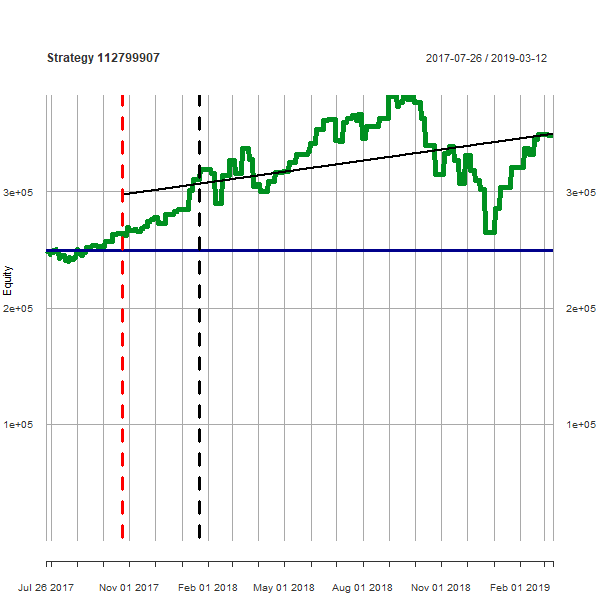 Strategy 112799907
2017-07-26 / 2019-03-12
3e+05
3e+05
Equity
2e+05
2e+05
1e+05
1e+05
Jul 26 2017
Nov 01 2017
Feb 01 2018
May 01 2018
Aug 01 2018
Nov 01 2018
Feb 01 2019